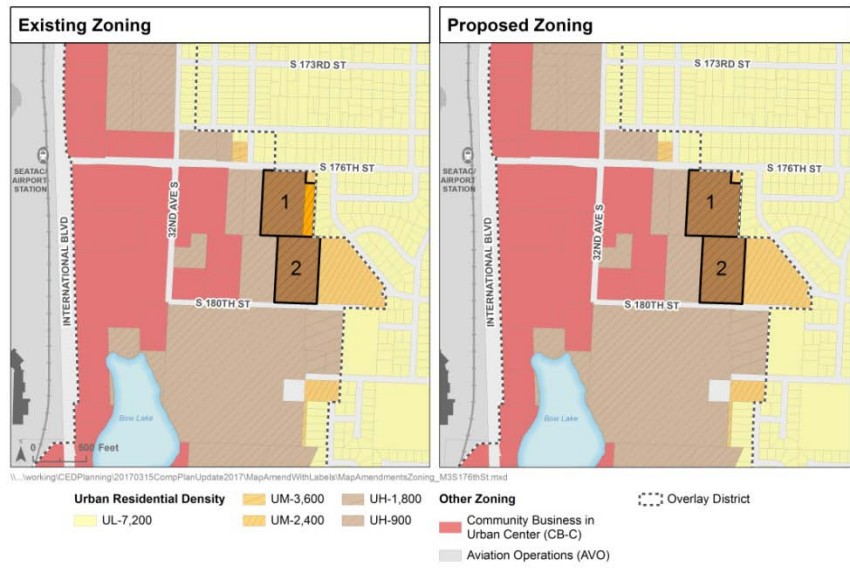 Existing Zoning
Proposed Zoning
S 173RD ST
S 176TH ST
SEATAC/
AIRPORT
STATION
32ND AVE S
INTERNATIONAL BLVD
1
2
S 180TH ST
Bow Lake
0 500 Feet
S 173RD ST
S 176TH ST
SEATAC/
AIRPORT
STATION
32ND AVE S
INTERNATIONAL BLVD
1
2
S 180TH ST
Bow Lake
\\...\working\CEDPlanning\20170315CompPlanUpdate2017\MapAmendWithLabels\MapAmendmentsZoning_M3S176thSt.mxd
Urban Residential Density
UL-7,200
UM-3,600
UM-2,400
UH-1,800
UH-900
Other Zoning
Community Business in
Urban Center (CB-C)
Aviation Operations (AVO)
Overlay District